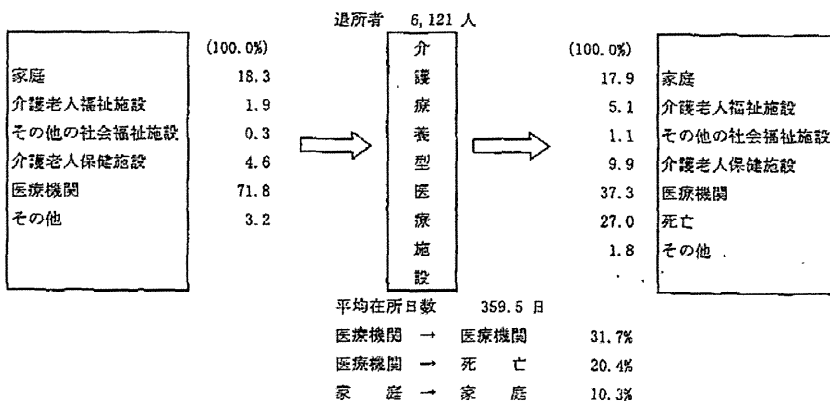 退所者 6,121 人
(100.0%)
家庭 18.3
介護老人福祉施設 1.9
その他の社会福祉施設 0.3
介護老人保健施設 4.6
医療機関 71.8
その他 3.2
介護療養型医療施設
(100.0%)
17.9 家庭
5.1 介護老人福祉施設
1.1 その他の社会福祉施設
9.9 介護老人保健施設
37.3 医療機関
27.0 死亡
1.8 その他
平均在所日数 359.5 日
医療機関 → 医療機関 31.7%
医療機関 → 死亡 20.4%
家庭 → 家庭 10.3%